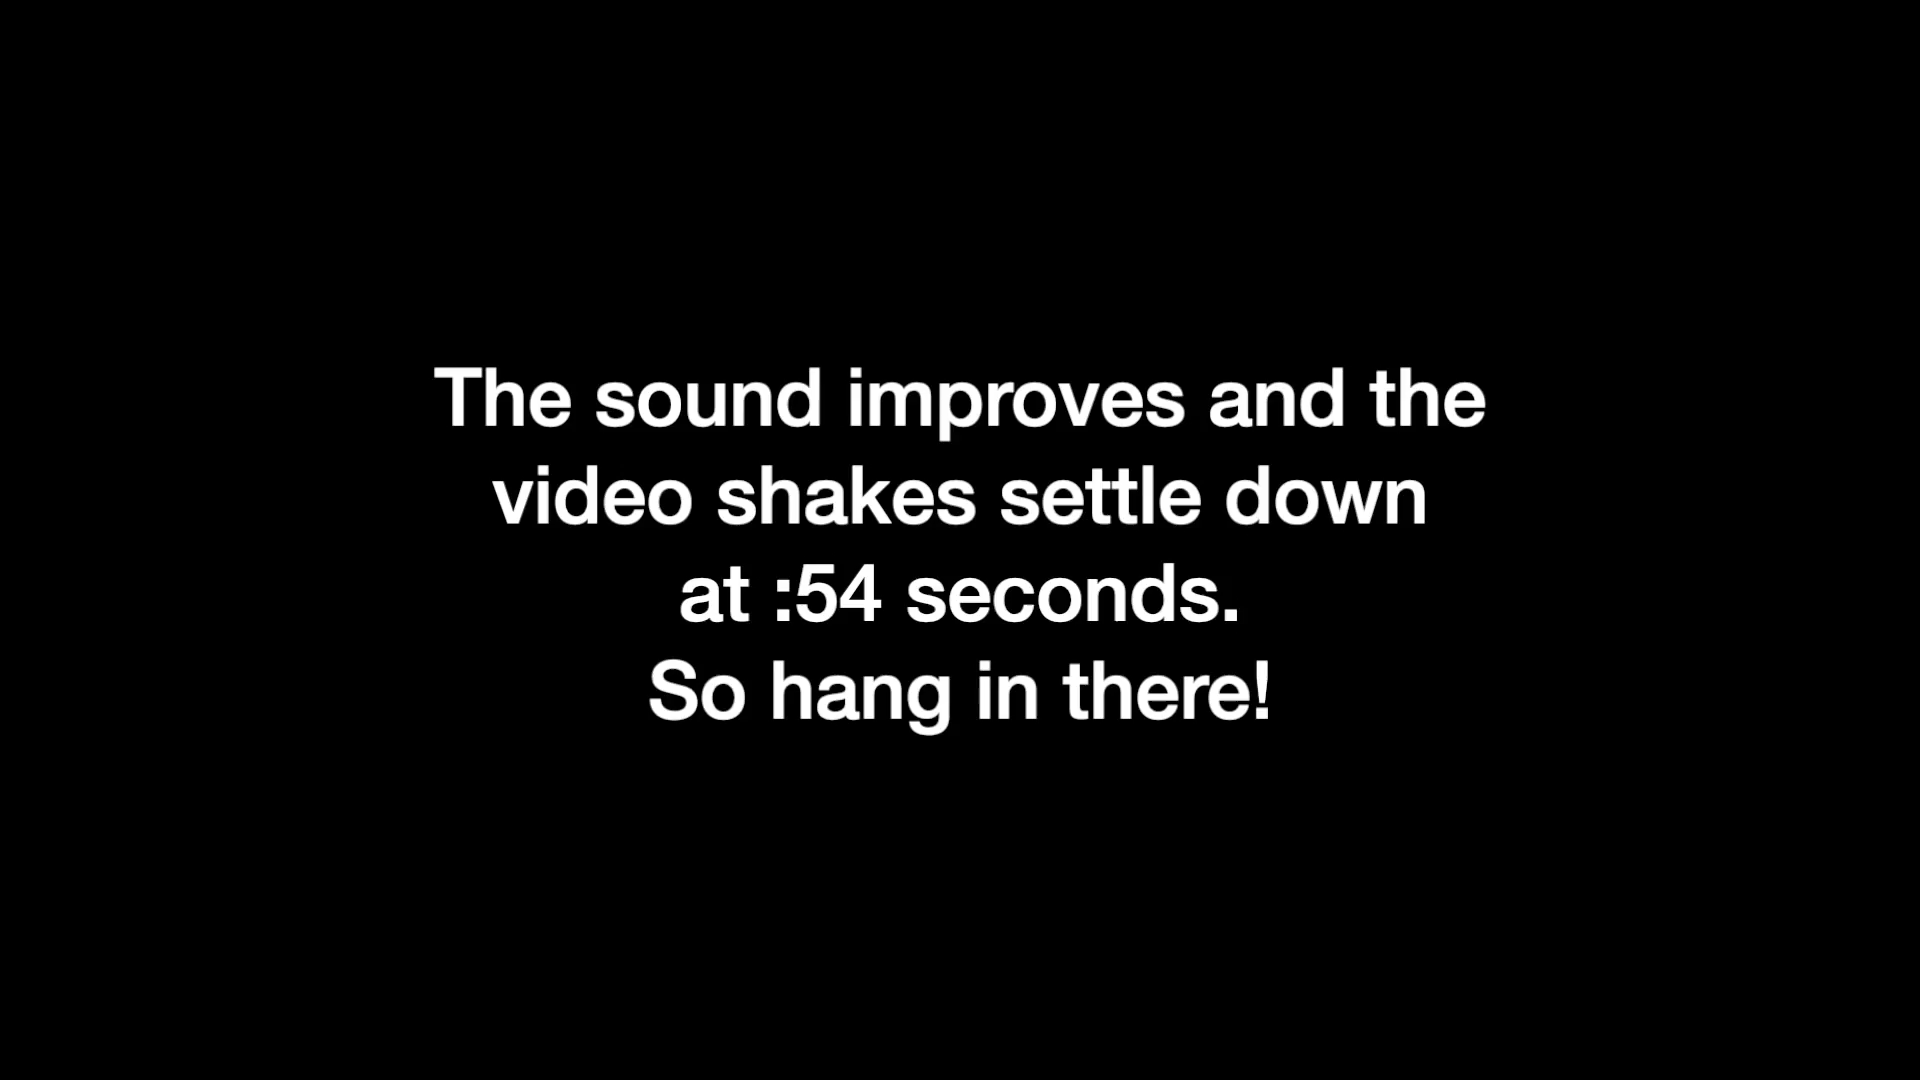 The sound improves and the
video shakes settle down
at :54 seconds.
So hang in there!